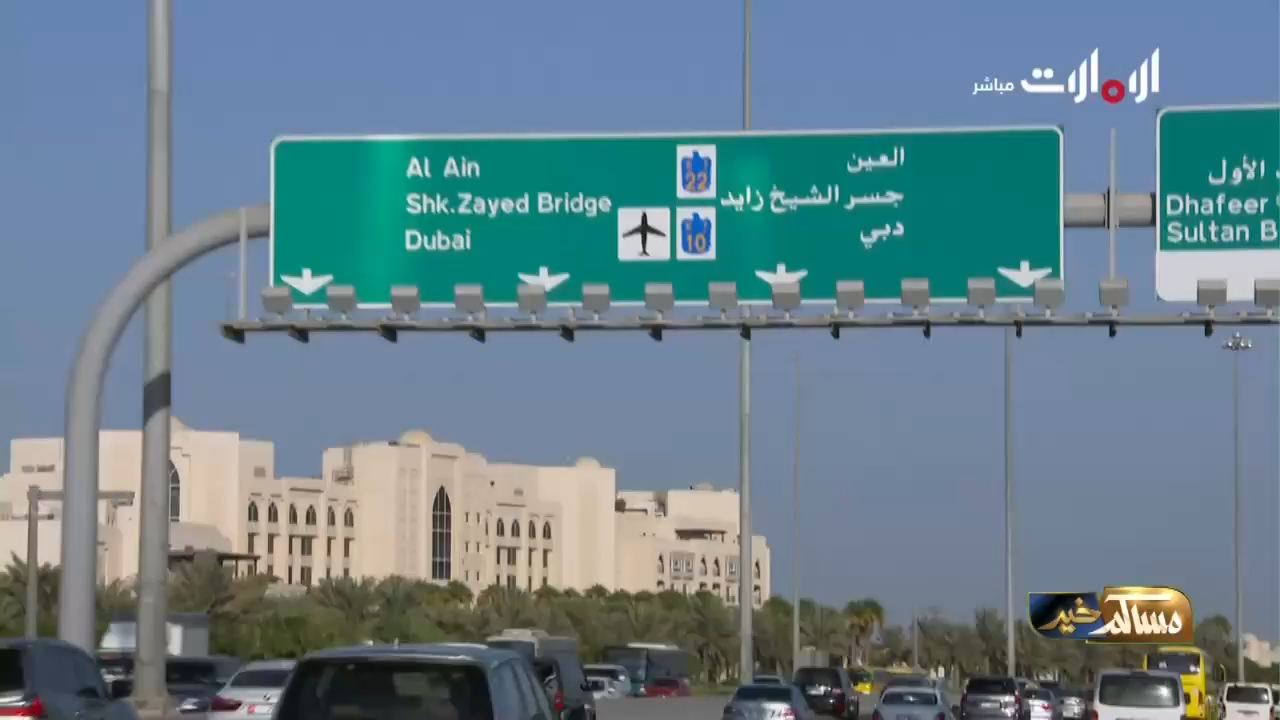 الإمارات مباشر
Al Ain
22
العين
Shk.Zayed Bridge
جسر الشيخ زايد
Dubai
10
دبي
الأول
Dhafeer
Sultan B
مساكم خير